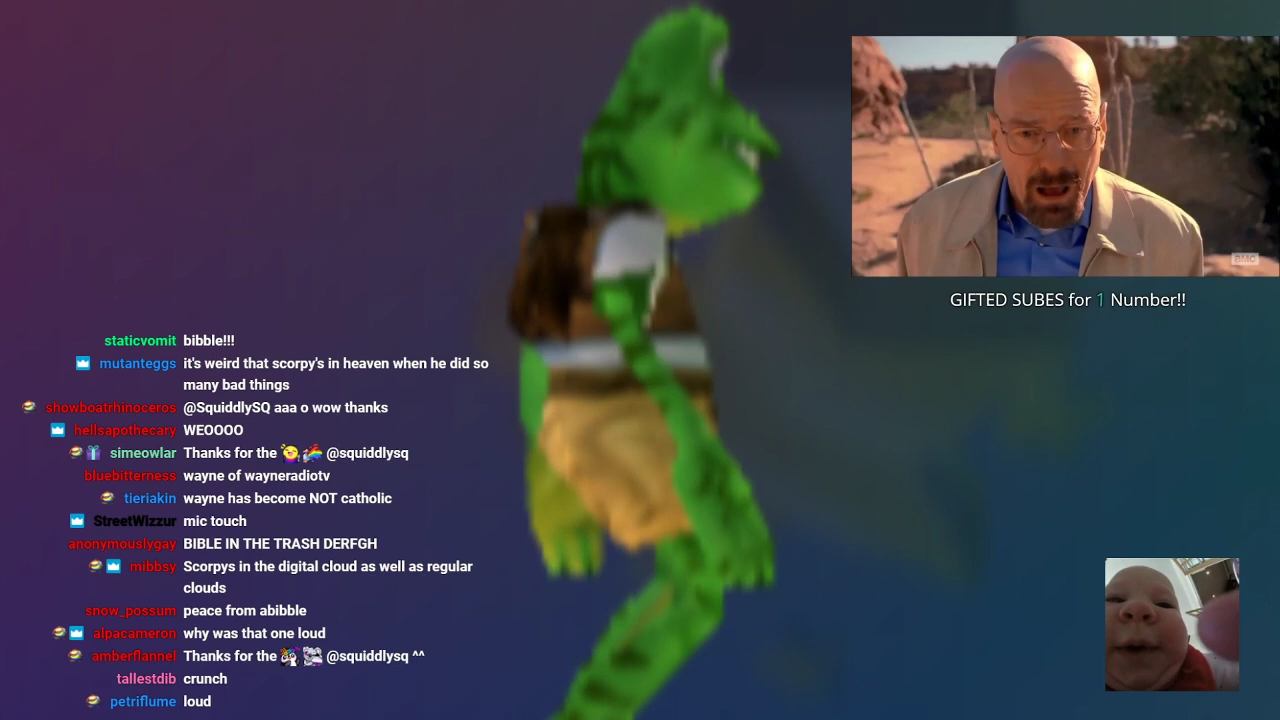 amc
GIFTED SUBES for 1 Number!!
staticvomit bibble!!!
mutanteggs it's weird that scorpy's in heaven when he did so
many bad things
showboatrhinoceros @SquiddlySQ aaa o wow thanks
hellsapothecary WEOOOO
simeowlar Thanks for the @squiddlysq
bluebitterness wayne of wayneradiotv
tieriakin wayne has become NOT catholic
StreetWizzur mic touch
anonymouslygay BIBLE IN THE TRASH DERFGH
mibbsy Scorpys in the digital cloud as well as regular
clouds
snow_possum peace from abibble
alpacameron why was that one loud
amberflannel Thanks for the @squiddlysq ^^
tallestdib crunch
petriflume loud